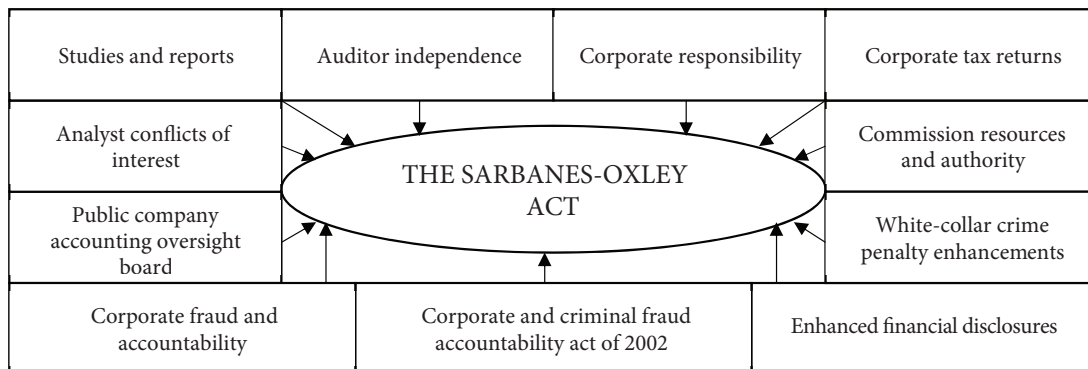 Studies and reports
Auditor independence
Corporate responsibility
Corporate tax returns
Analyst conflicts of
interest
THE SARBANES-OXLEY
ACT
Commission resources
and authority
Public company
accounting oversight
board
White-collar crime
penalty enhancements
Corporate fraud and
accountability
Corporate and criminal fraud
accountability act of 2002
Enhanced financial disclosures